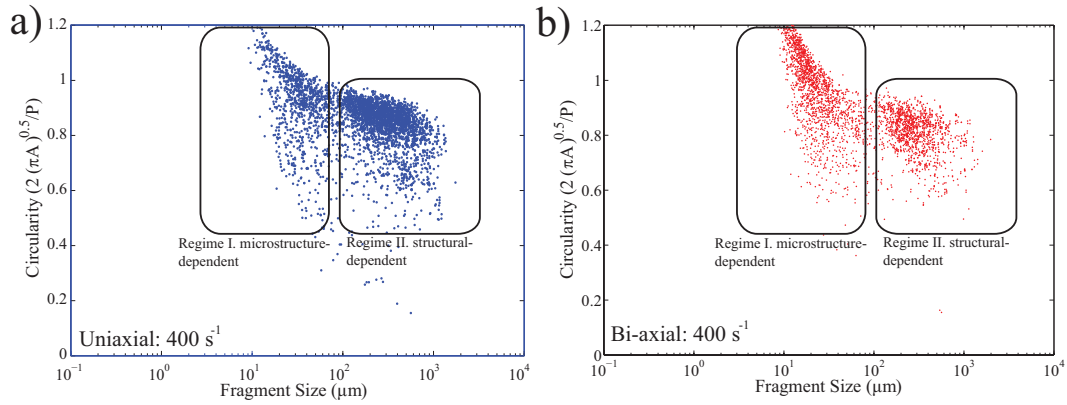 a)
1.2
1
0.8
0.6
0.4
0.2
0
Circularity (2 (πA)^0.5/P)
Regime I. microstructure-
dependent
Regime II. structural-
dependent
Uniaxial: 400 s^-1
10^-1 10^0 10^1 10^2 10^3 10^4
Fragment Size (µm)
b)
1.2
1
0.8
0.6
0.4
0.2
0
Circularity (2 (πA)^0.5/P)
Regime I. microstructure-
dependent
Regime II. structural-
dependent
Bi-axial: 400 s^-1
10^-1 10^0 10^1 10^2 10^3 10^4
Fragment Size (µm)